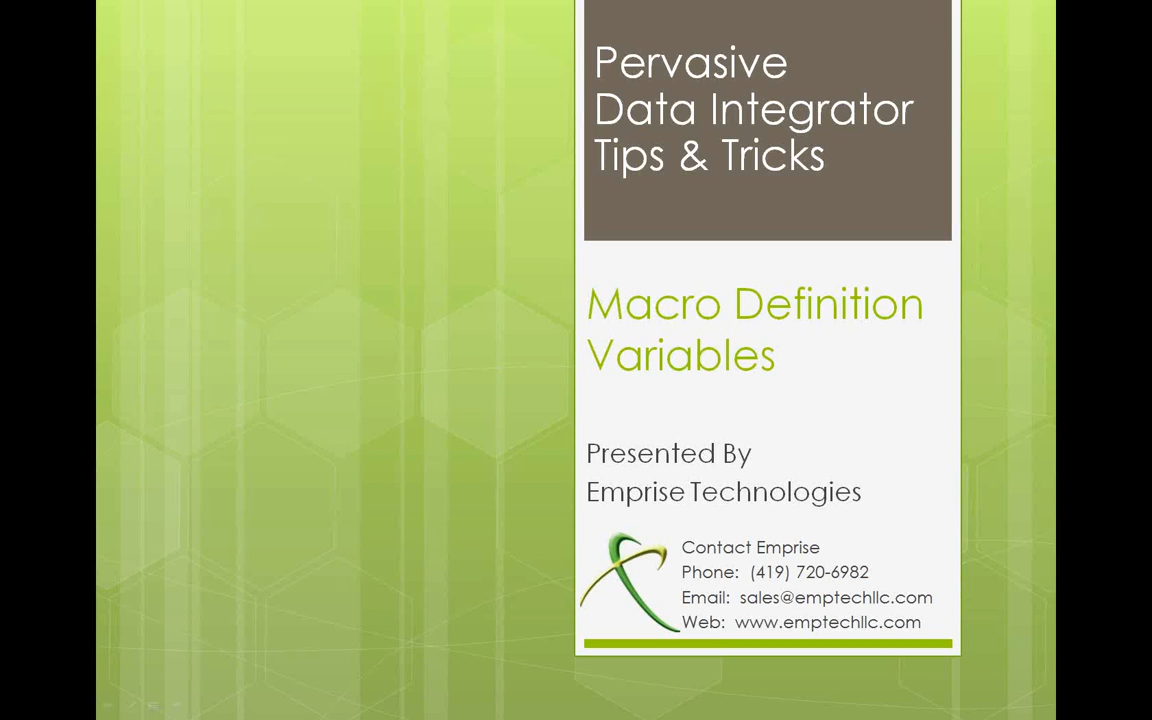 Pervasive
Data Integrator
Tips & Tricks
Macro Definition
Variables
Presented By
Emprise Technologies
Contact Emprise
Phone: (419) 720-6982
Email: sales@emptechllc.com
Web: www.emptechllc.com